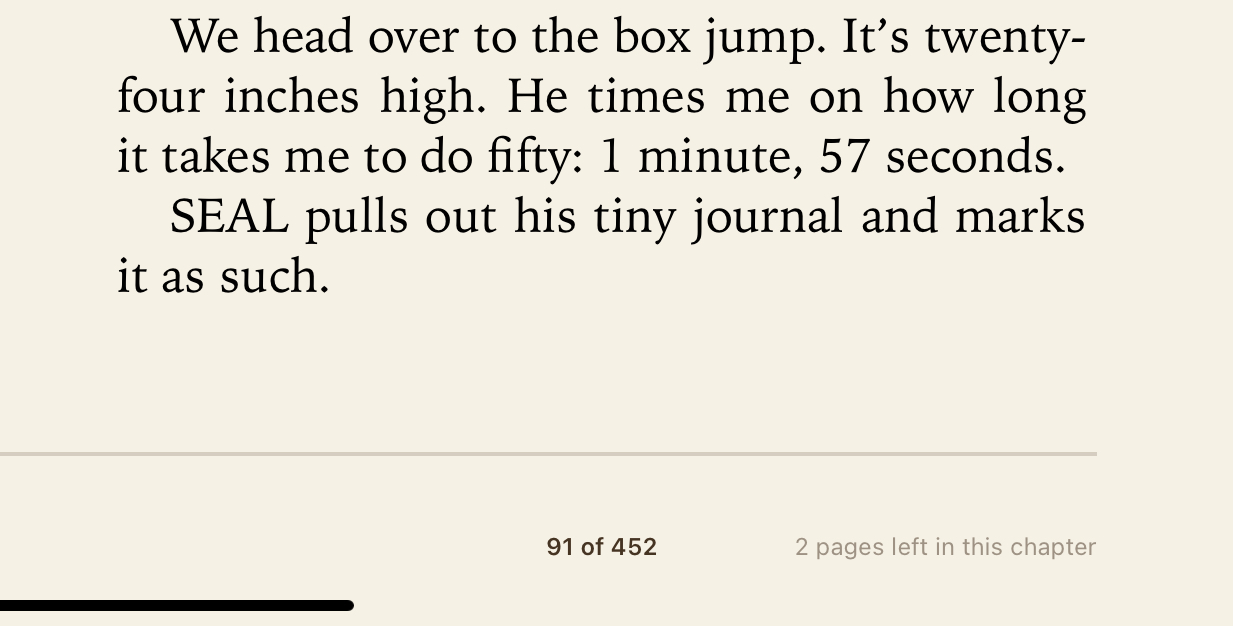 We head over to the box jump. It’s twenty-
four inches high. He times me on how long
it takes me to do fifty: 1 minute, 57 seconds.
SEAL pulls out his tiny journal and marks
it as such.
91 of 452
2 pages left in this chapter